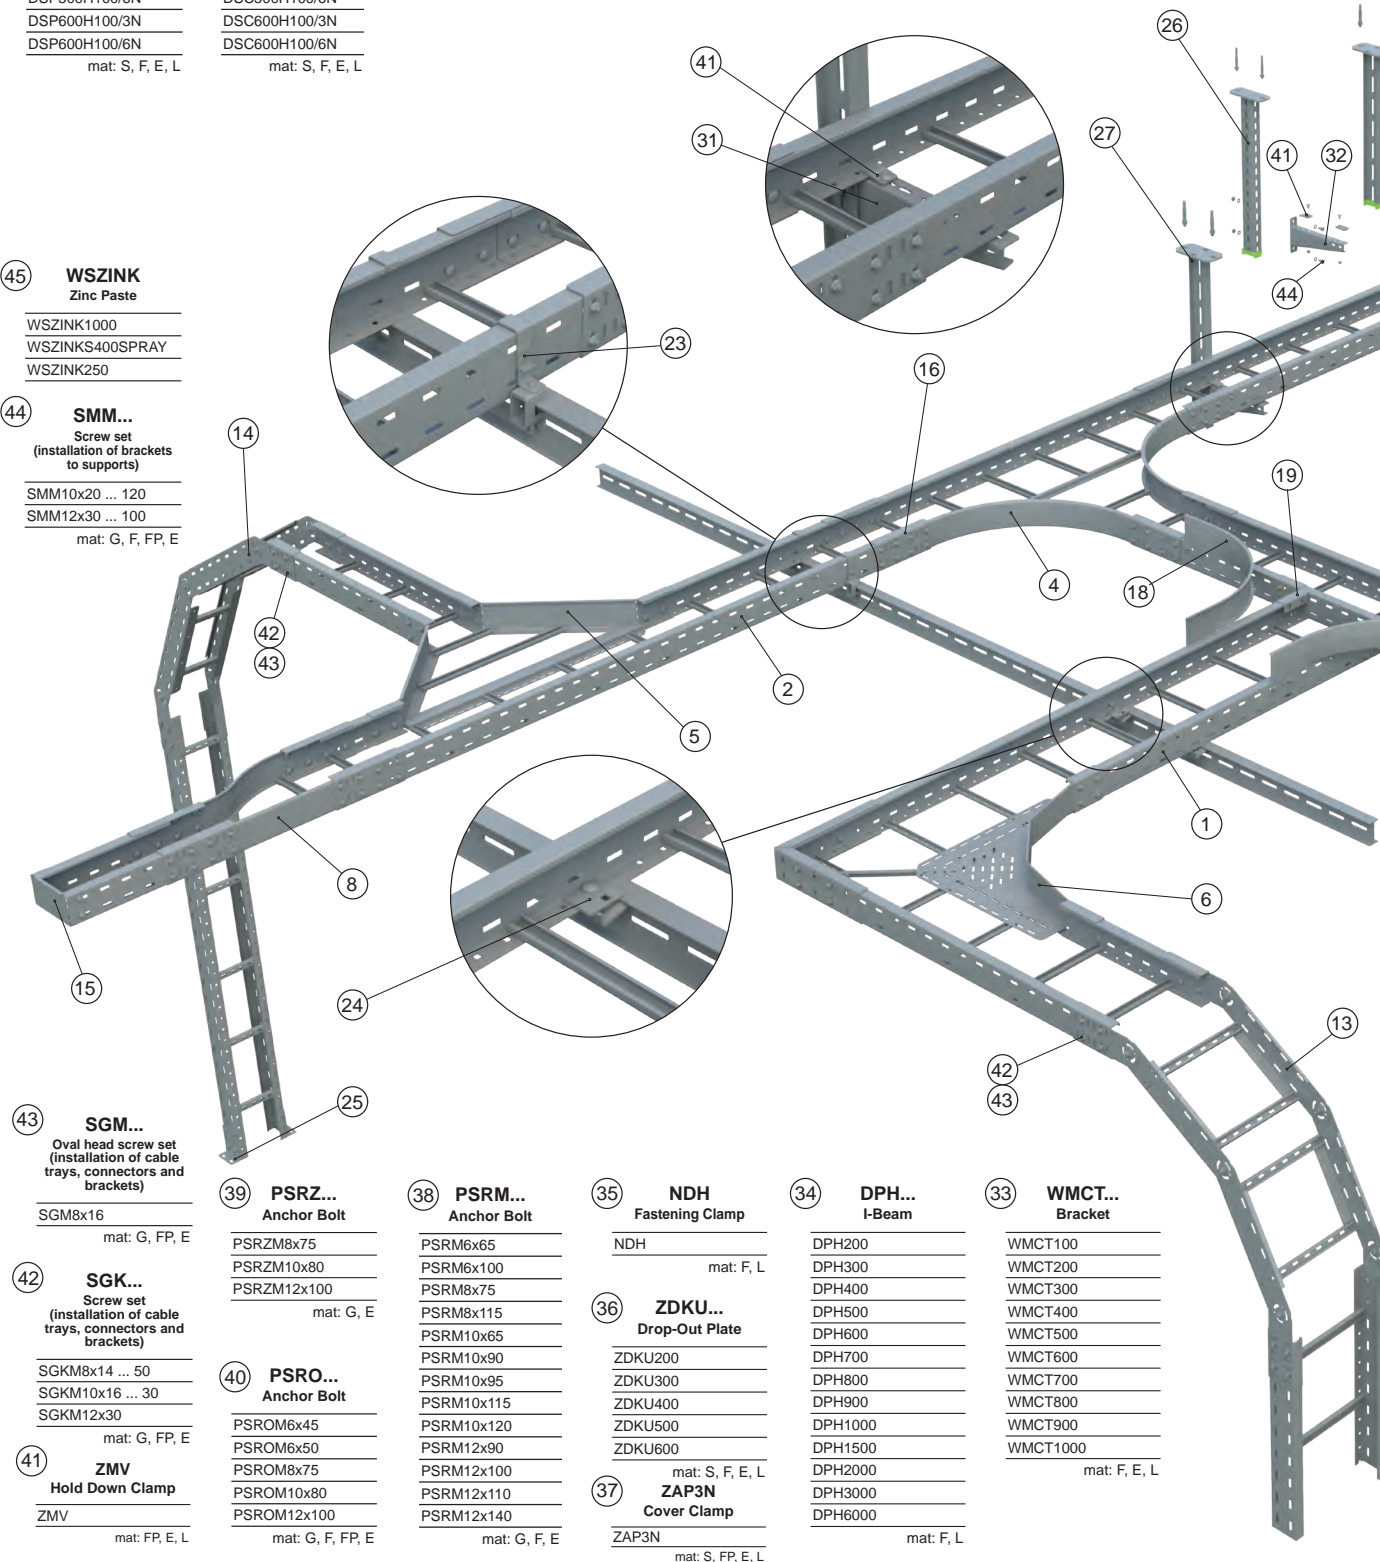 DSP600H100/3N
DSP600H100/6N
mat: S, F, E, L
DSC600H100/3N
DSC600H100/6N
mat: S, F, E, L
45
WSZINK
Zinc Paste
WSZINK1000
WSZINKS400SPRAY
WSZINK250
44
SMM...
Screw set
(installation of brackets
to supports)
SMM10x20 ... 120
SMM12x30 ... 100
mat: G, F, FP, E
41
31
26
27
41
32
44
23
16
14
19
4
18
42
43
2
5
1
8
6
15
24
13
42
43
25
43
SGM...
Oval head screw set
(installation of cable
trays, connectors and
brackets)
SGM8x16
mat: G, FP, E
42
SGK...
Screw set
(installation of cable
trays, connectors and
brackets)
SGKM8x14 ... 50
SGKM10x16 ... 30
SGKM12x30
mat: G, FP, E
41
ZMV
Hold Down Clamp
ZMV
mat: FP, E, L
39
PSRZ...
Anchor Bolt
PSRZM8x75
PSRZM10x80
PSRZM12x100
mat: G, E
40
PSRO...
Anchor Bolt
PSROM6x45
PSROM6x50
PSROM8x75
PSROM10x80
PSROM12x100
mat: G, F, FP, E
38
PSRM...
Anchor Bolt
PSRM6x65
PSRM6x100
PSRM8x75
PSRM8x115
PSRM10x65
PSRM10x90
PSRM10x95
PSRM10x115
PSRM10x120
PSRM12x90
PSRM12x100
PSRM12x110
PSRM12x140
mat: G, F, E
35
NDH
Fastening Clamp
NDH
mat: F, L
36
ZDKU...
Drop-Out Plate
ZDKU200
ZDKU300
ZDKU400
ZDKU500
ZDKU600
mat: S, F, E, L
37
ZAP3N
Cover Clamp
ZAP3N
mat: S, FP, E, L
34
DPH...
I-Beam
DPH200
DPH300
DPH400
DPH500
DPH600
DPH700
DPH800
DPH900
DPH1000
DPH1500
DPH2000
DPH3000
DPH6000
mat: F, L
33
WMCT...
Bracket
WMCT100
WMCT200
WMCT300
WMCT400
WMCT500
WMCT600
WMCT700
WMCT800
WMCT900
WMCT1000
mat: F, E, L